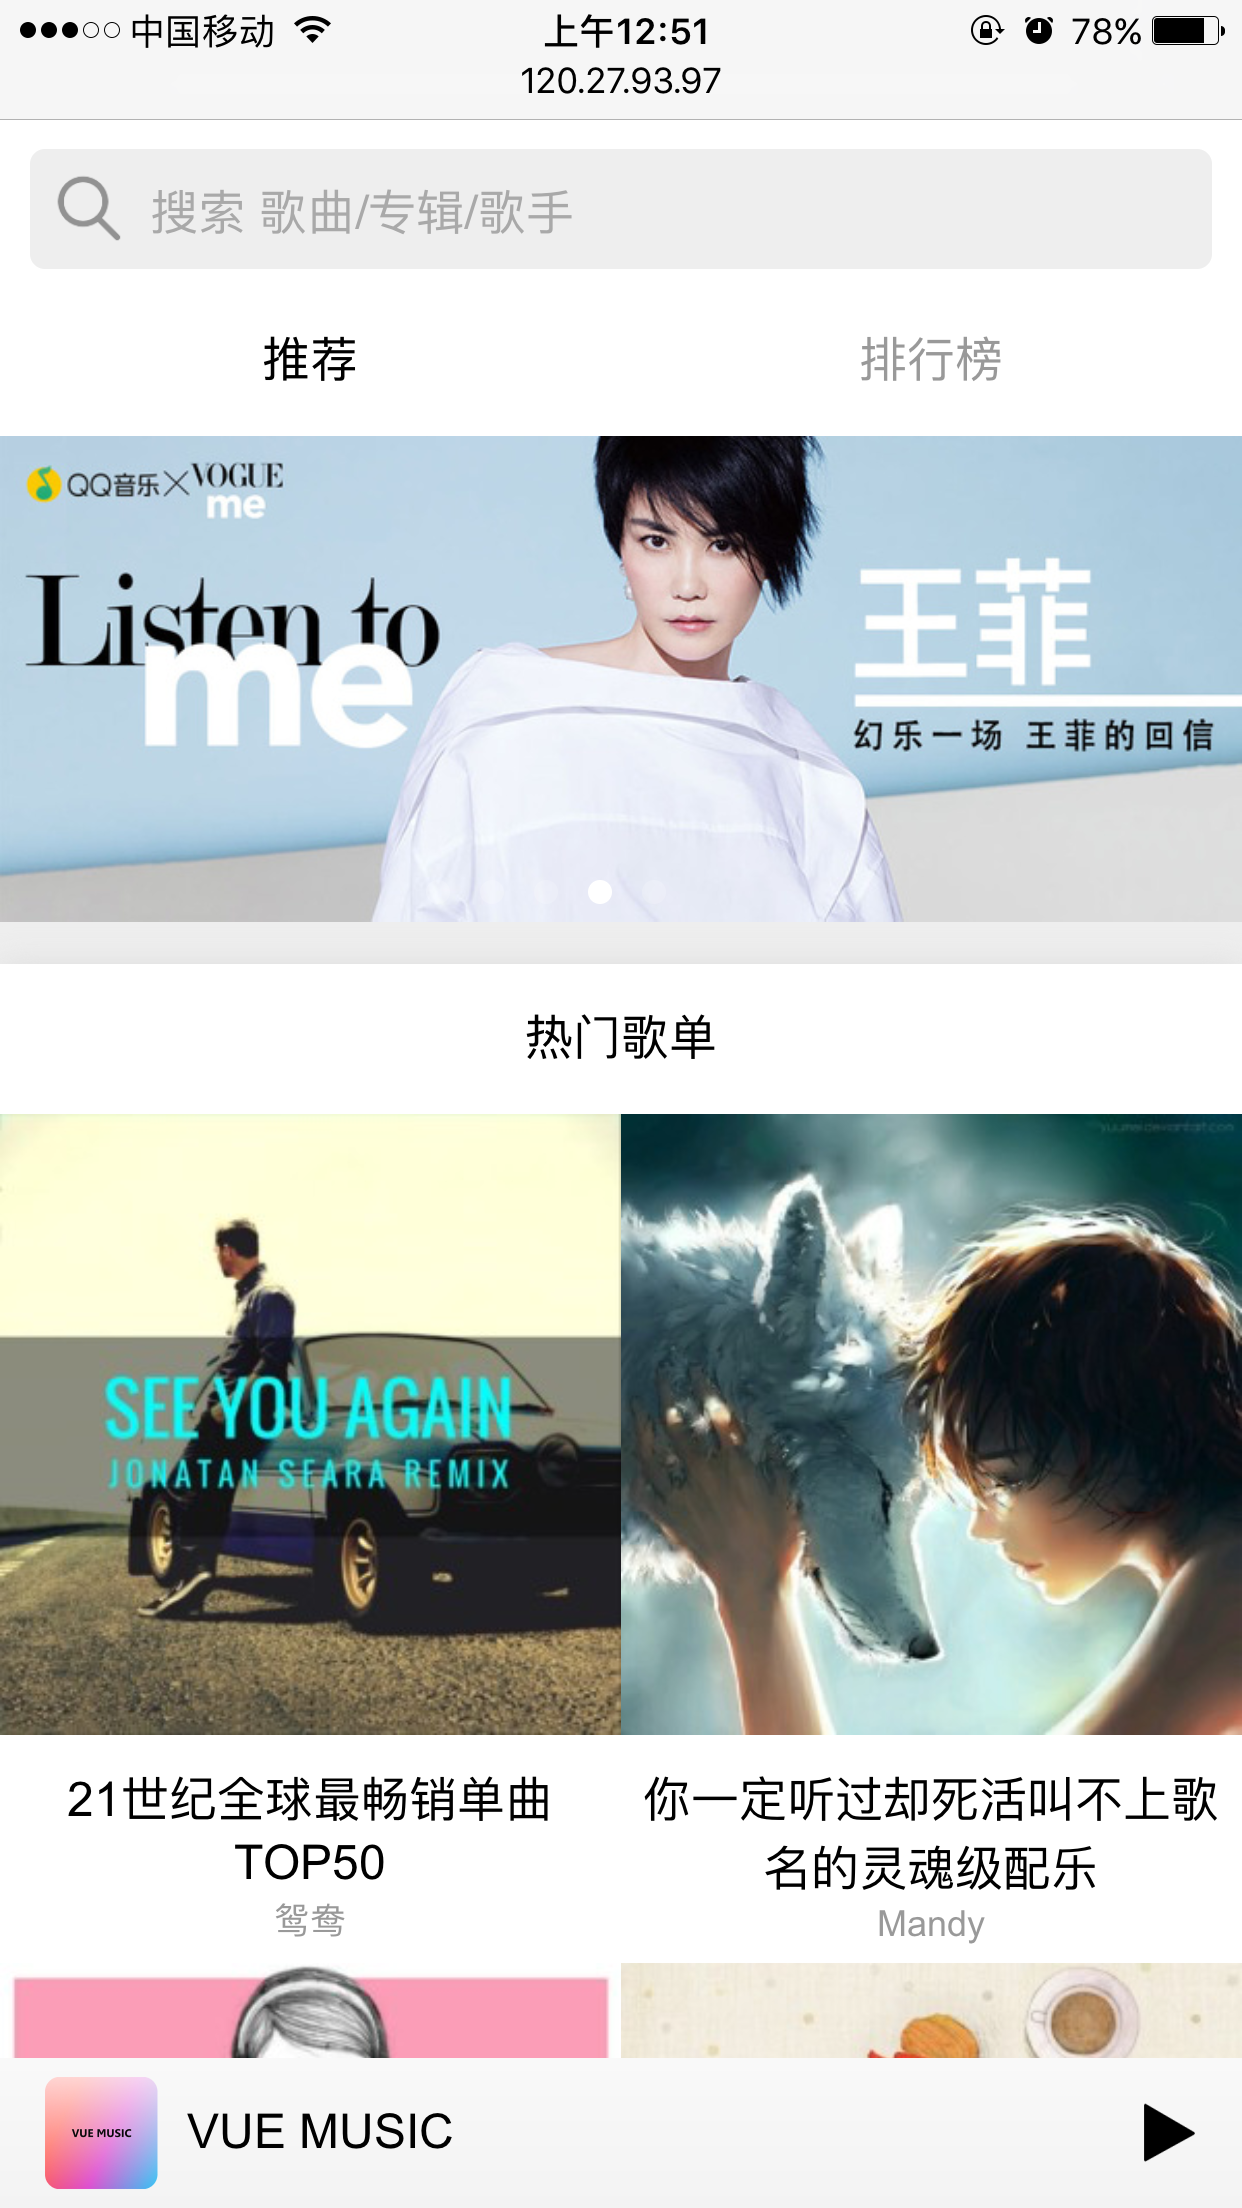 中国移动
上午12:51
78%
120.27.93.97
搜索 歌曲/专辑/歌手
推荐
排行榜
QQ音乐×VOGUE
me
Listen to
me
王菲
幻乐一场 王菲的回信
热门歌单
SEE YOU AGAIN
JONATAN SEARA REMIX
21世纪全球最畅销单曲
TOP50
鸳鸯
你一定听过却死活叫不上歌
名的灵魂级配乐
Mandy
VUE MUSIC
VUE MUSIC